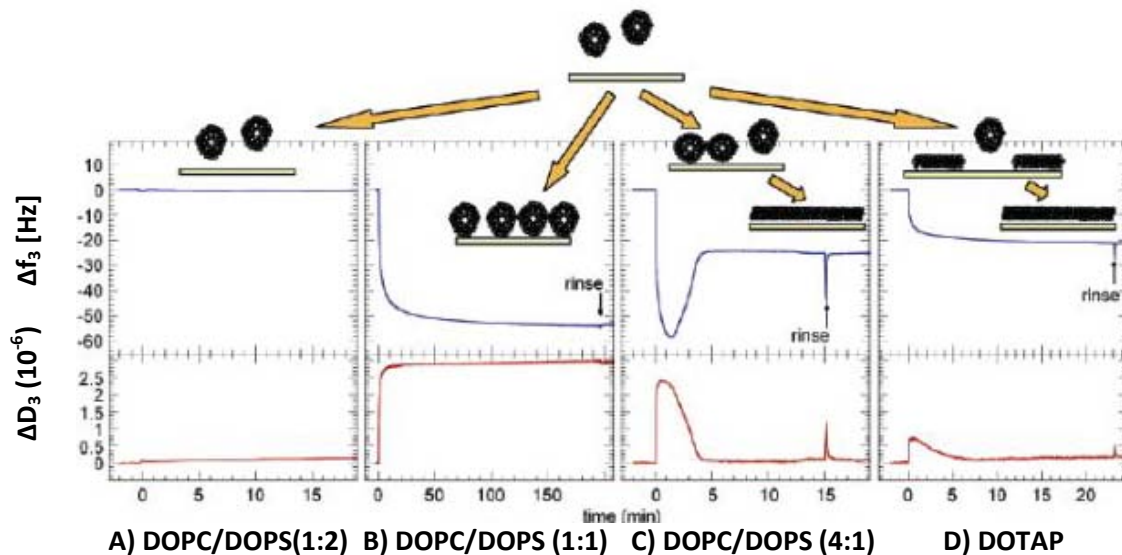 Δf₃ [Hz]
10
0
-10
-20
-30
-40
-50
-60
rinse
rinse
rinse
ΔD₃ (10⁻⁶)
2.5
2
1.5
1
0.5
0
0 5 10 15 0 50 100 150 0 5 10 15 0 5 10 15 20
time [min]
A) DOPC/DOPS(1:2) B) DOPC/DOPS (1:1) C) DOPC/DOPS (4:1) D) DOTAP